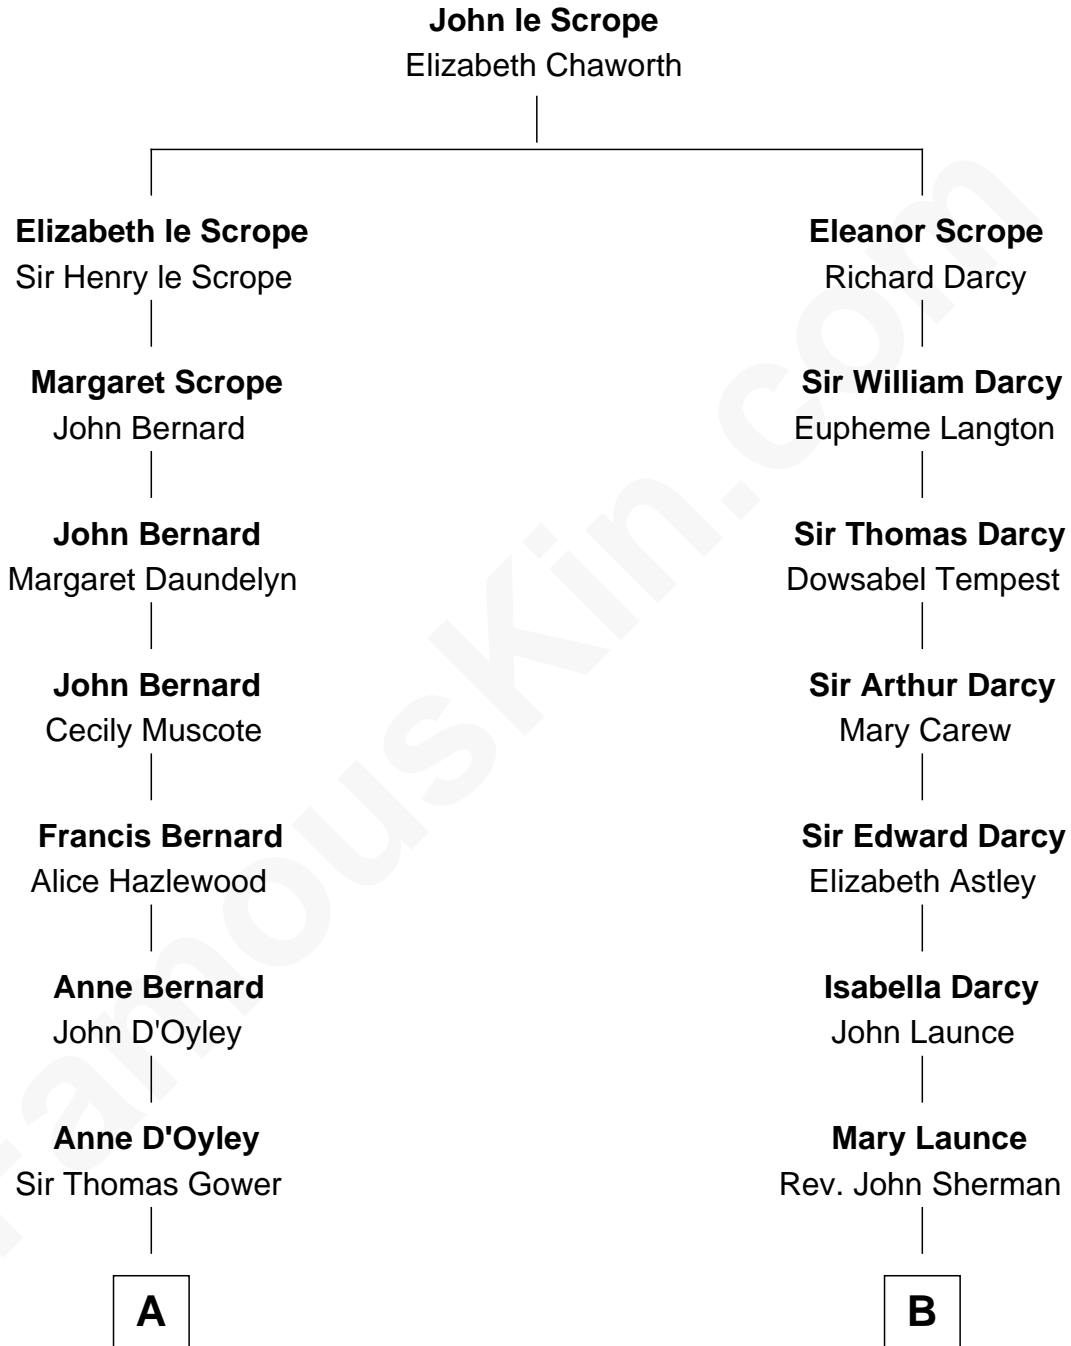 John le Scrope
Elizabeth Chaworth
Elizabeth le Scrope
Sir Henry le Scrope
Margaret Scrope
John Bernard
John Bernard
Margaret Daundelyn
John Bernard
Cecily Muscote
Francis Bernard
Alice Hazlewood
Anne Bernard
John D'Oyley
Anne D'Oyley
Sir Thomas Gower
A
Eleanor Scrope
Richard Darcy
Sir William Darcy
Eupheme Langton
Sir Thomas Darcy
Dowsabel Tempest
Sir Arthur Darcy
Mary Carew
Sir Edward Darcy
Elizabeth Astley
Isabella Darcy
John Launce
Mary Launce
Rev. John Sherman
B
FamousKin.com